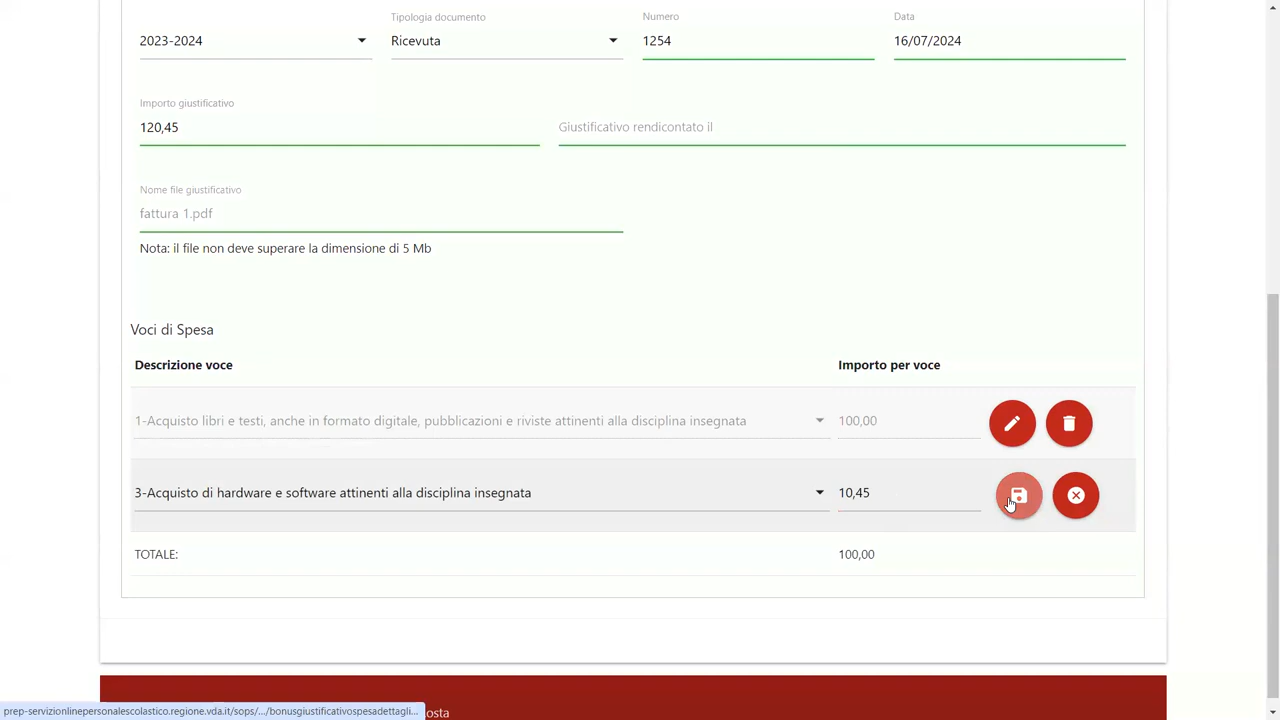 Tipologia documento
Numero
Data
2023-2024
Ricevuta
1254
16/07/2024
Importo giustificativo
120,45
Giustificativo rendicontato il
Nome file giustificativo
fattura 1.pdf
Nota: il file non deve superare la dimensione di 5 Mb
Voci di Spesa
Descrizione voce
Importo per voce
1-Acquisto libri e testi, anche in formato digitale, pubblicazioni e riviste attinenti alla disciplina insegnata
100,00
3-Acquisto di hardware e software attinenti alla disciplina insegnata
10,45
TOTALE:
100,00
prep-servizionlinepersonalescolastico.regione.vda.it/sops/.../bonusgiustificativospesadettagli...